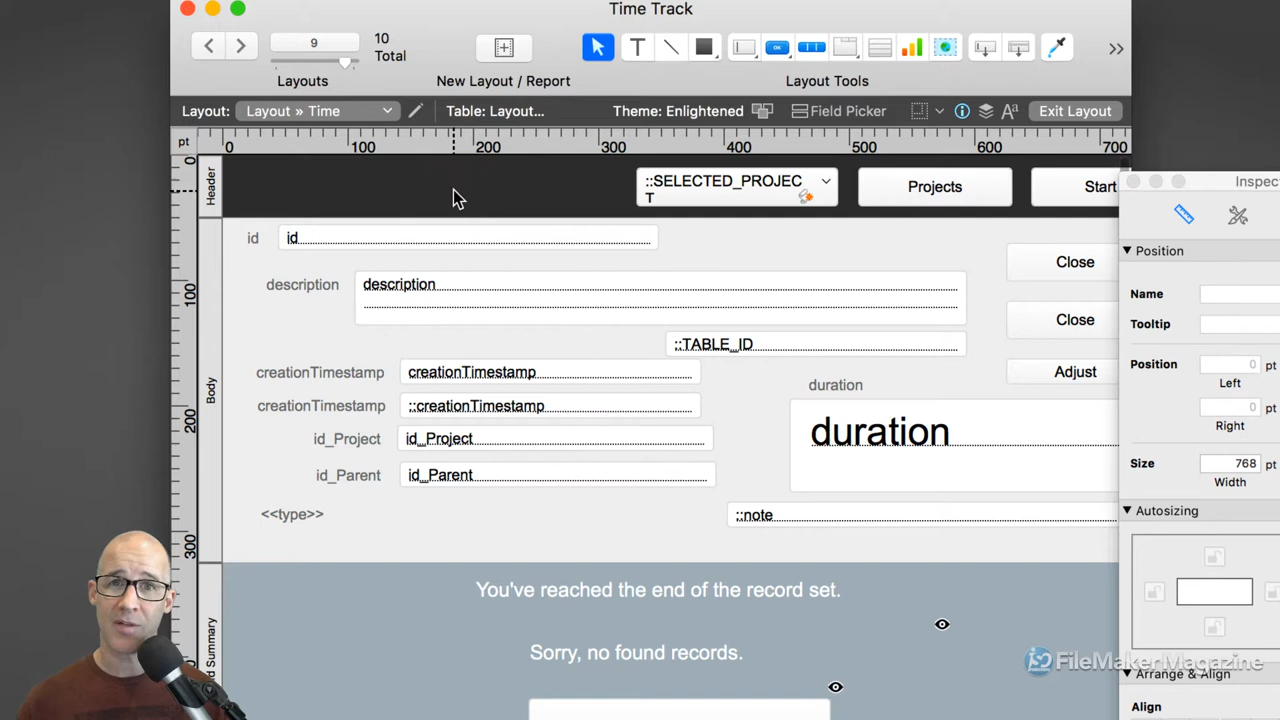 Time Track
9
10
Total
Layouts
New Layout / Report
Layout Tools
Layout:
Layout » Time
Table: Layout...
Theme: Enlightened
Field Picker
Exit Layout
pt
0
100
200
300
400
500
600
700
0
100
200
300
Header
::SELECTED_PROJEC
T
Projects
Start
Inspec
id
id
description
description
Close
Close
::TABLE_ID
creationTimestamp
creationTimestamp
Adjust
duration
creationTimestamp
::creationTimestamp
duration
id_Project
id_Project
id_Parent
id_Parent
<<type>>
::note
Body
You've reached the end of the record set.
Sorry, no found records.
d Summary
Position
Name
Tooltip
Position
0
pt
Left
0
pt
Right
Size
768
pt
Width
Autosizing
FileMakerMagazine
Arrange & Align
Align